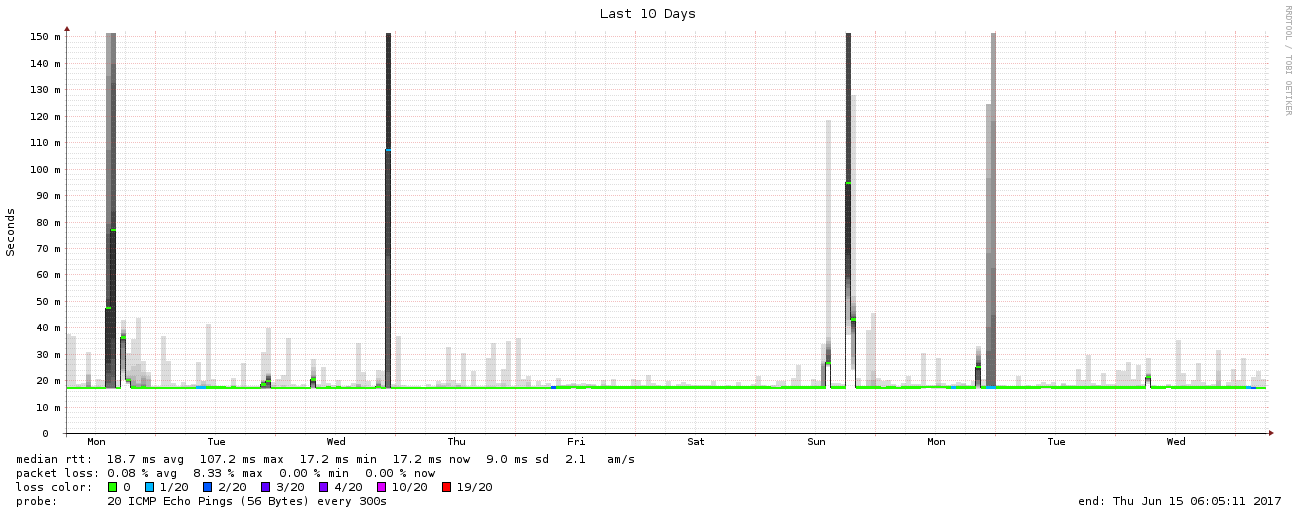 Last 10 Days
RRDTOOL / TOBI OETIKER
Seconds
150 m
140 m
130 m
120 m
110 m
100 m
90 m
80 m
70 m
60 m
50 m
40 m
30 m
20 m
10 m
0
Mon Tue Wed Thu Fri Sat Sun Mon Tue Wed
median rtt: 18.7 ms avg 107.2 ms max 17.2 ms min 17.2 ms now 9.0 ms sd 2.1 am/s
packet loss: 0.08 % avg 8.33 % max 0.00 % min 0.00 % now
loss color: 0 1/20 2/20 3/20 4/20 10/20 19/20
probe: 20 ICMP Echo Pings (56 Bytes) every 300s end: Thu Jun 15 06:05:11 2017